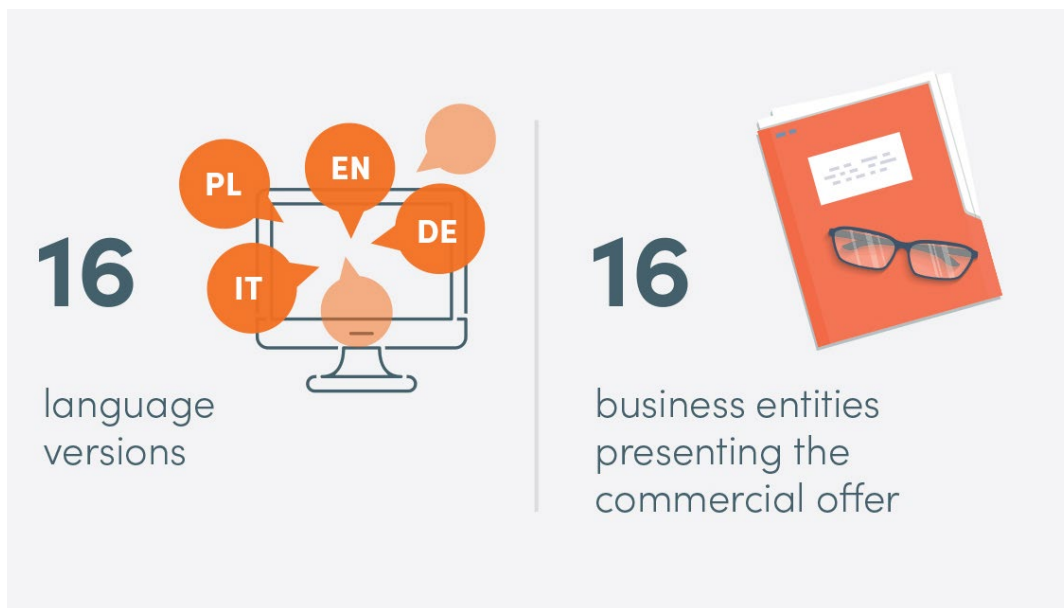 16
PL
EN
DE
IT
language
versions
16
business entities
presenting the
commercial offer